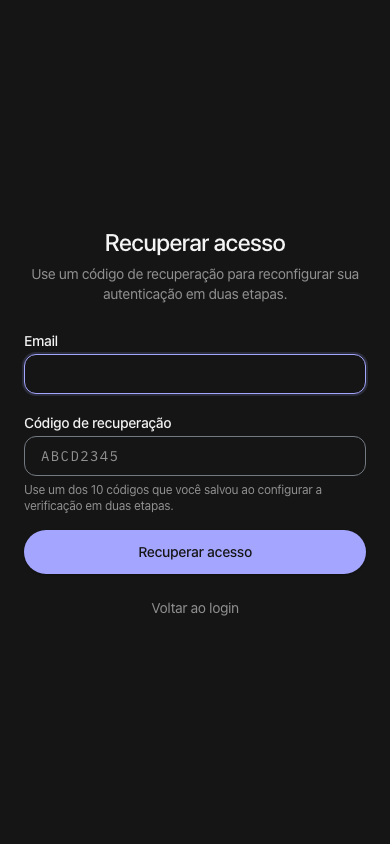 Recuperar acesso
Use um código de recuperação para reconfigurar sua
autenticação em duas etapas.
Email
Código de recuperação
ABCD2345
Use um dos 10 códigos que você salvou ao configurar a
verificação em duas etapas.
Recuperar acesso
Voltar ao login